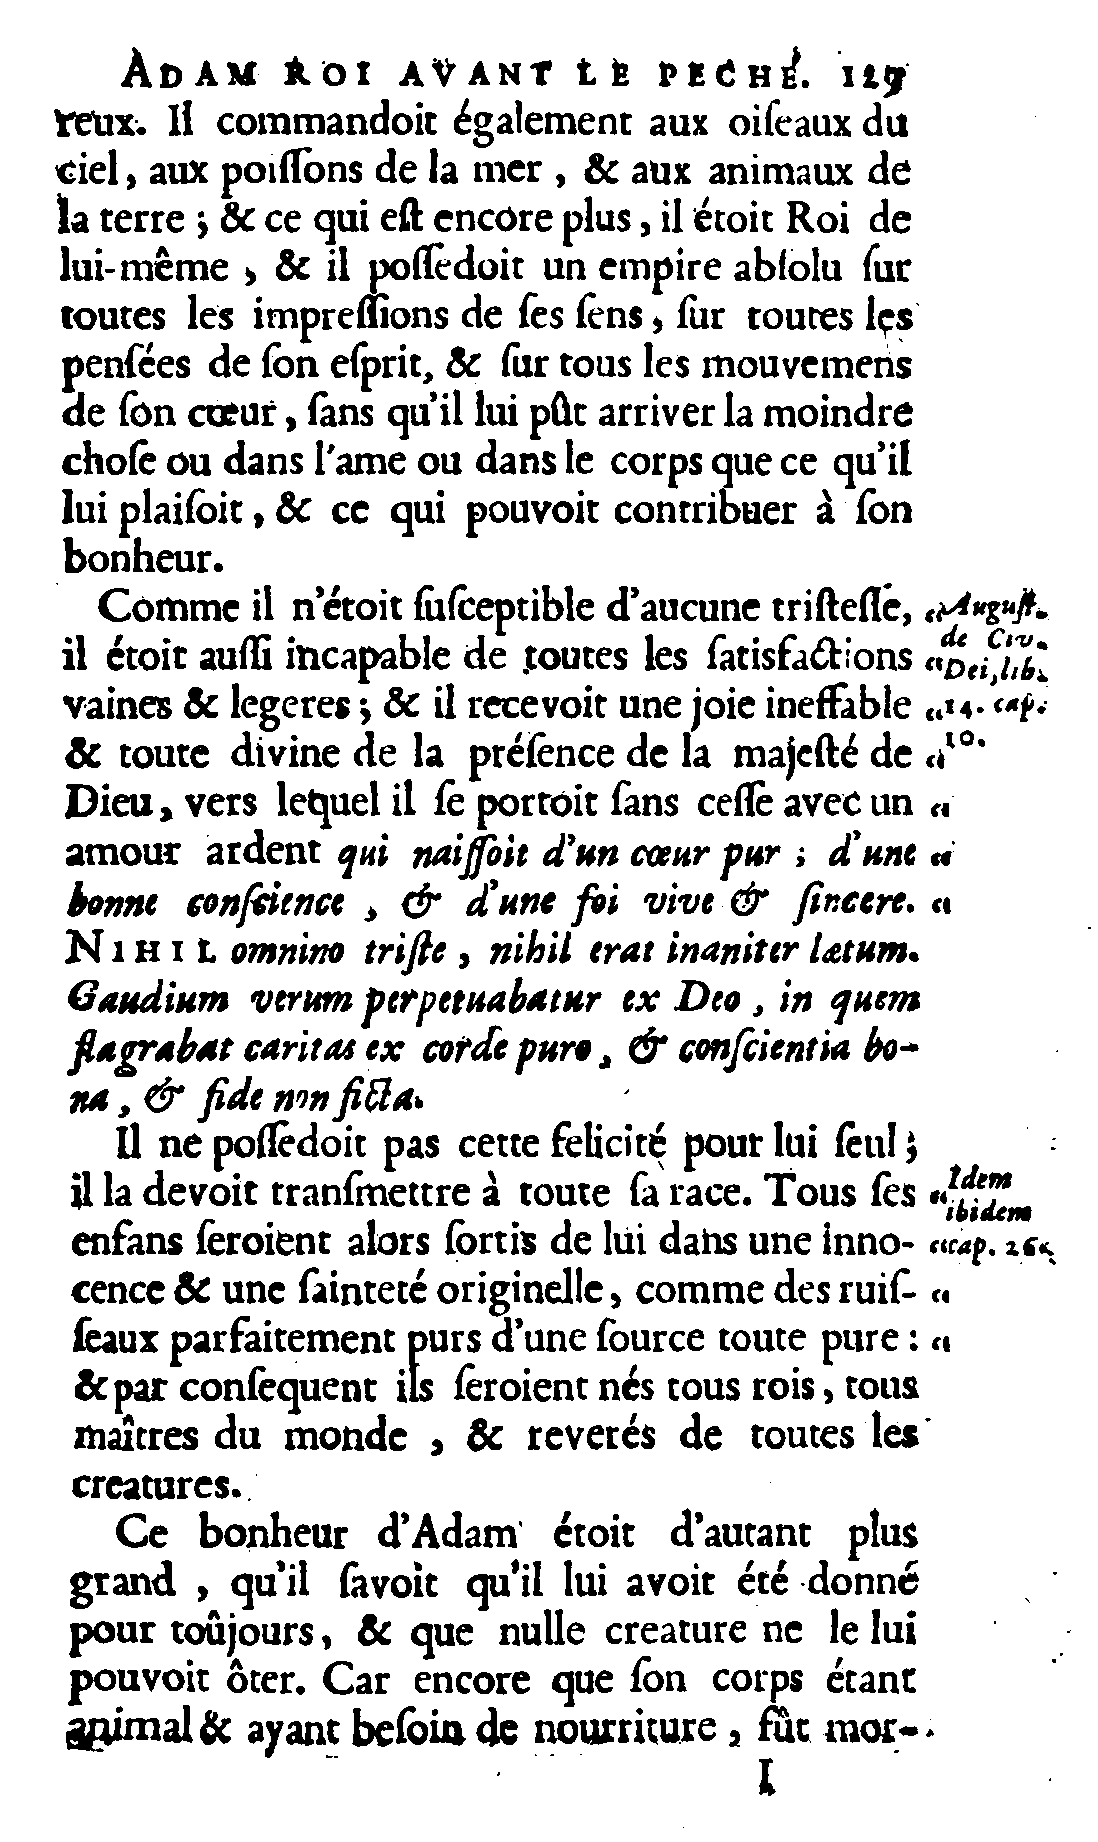 ADAM ROI AVANT LE PECHÉ. 129
reux. Il commandoit également aux oiſeaux du
ciel, aux poiſſons de la mer, & aux animaux de
la terre ; & ce qui eſt encore plus, il étoit Roi de
lui-même, & il poſſedoit un empire abſolu ſur
toutes les impreſſions de ſes ſens, ſur toutes les
penſées de ſon eſprit, & ſur tous les mouvemens
de ſon cœur, ſans qu'il lui pût arriver la moindre
choſe ou dans l'ame ou dans le corps que ce qu'il
lui plaiſoit, & ce qui pouvoit contribuer à ſon
bonheur.
Comme il n'étoit ſuſceptible d'aucune triſteſſe, „Auguſt.
il étoit auſſi incapable de toutes les ſatisfactions “de Civ. Dei, lib.
vaines & legeres ; & il recevoit une joie ineffable „14. cap.
& toute divine de la préſence de la majeſté de “10.
Dieu, vers lequel il ſe portoit ſans ceſſe avec un “
amour ardent qui naiſſoit d'un cœur pur ; d'une “
bonne conſcience, & d'une foi vive & ſincere. “
NIHIL omnino triſte, nihil erat inaniter lætum.
Gaudium verum perpetuabatur ex Deo, in quem
flagrabat caritas ex corde puro, & conſcientia bo-
na, & fide non ficta.
Il ne poſſedoit pas cette felicité pour lui ſeul ;
il la devoit tranſmettre à toute ſa race. Tous ſes “Idem ibidem
enfans ſeroient alors ſortis de lui dans une inno- “cap. 26.
cence & une ſainteté originelle, comme des ruiſ- “
ſeaux parfaitement purs d'une ſource toute pure : “
& par conſequent ils ſeroient nés tous rois, tous
maîtres du monde, & reverés de toutes les
creatures.
Ce bonheur d'Adam étoit d'autant plus
grand, qu'il ſavoit qu'il lui avoit été donné
pour toûjours, & que nulle creature ne le lui
pouvoit ôter. Car encore que ſon corps étant
animal & ayant beſoin de nourriture, fût mor-
I